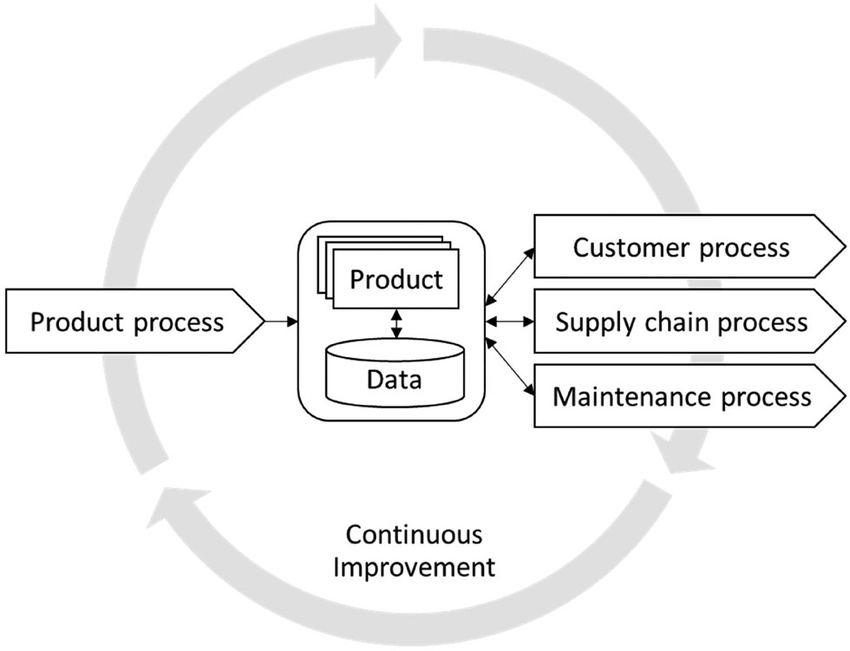 Product process
Product
Data
Customer process
Supply chain process
Maintenance process
Continuous
Improvement